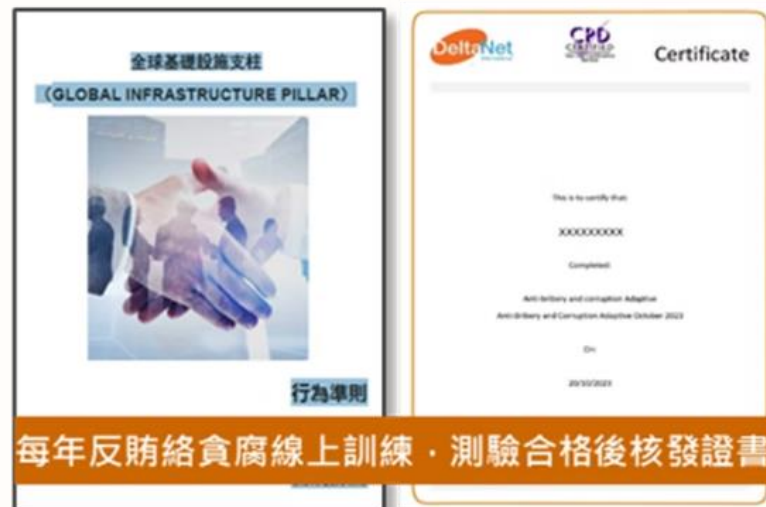 全球基礎設施支柱
(GLOBAL INFRASTRUCTURE PILLAR)
行為準則
DeltaNet
CPD
CERTIFIED
Certificate
This is to certify that:
XXXXXXXXX
Completed:
Anti-bribery and corruption Adaptive
Anti-Bribery and Corruption Adaptive October 2023
On:
20/10/2023
每年反賄絡貪腐線上訓練，測驗合格後核發證書